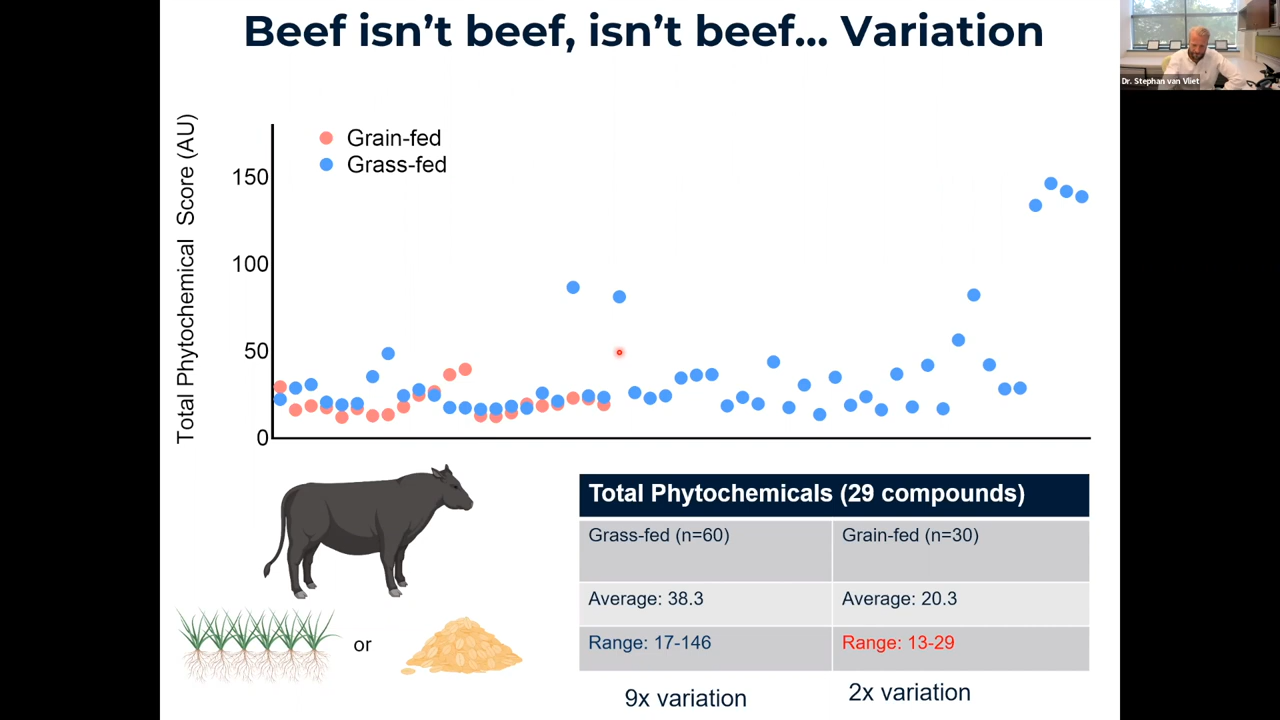 Beef isn't beef, isn't beef... Variation
Dr. Stephan van Vliet
Total Phytochemical Score (AU)
Grain-fed
Grass-fed
150
100
50
0
or
Total Phytochemicals (29 compounds)
Grass-fed (n=60)
Grain-fed (n=30)
Average: 38.3
Average: 20.3
Range: 17-146
Range: 13-29
9x variation
2x variation